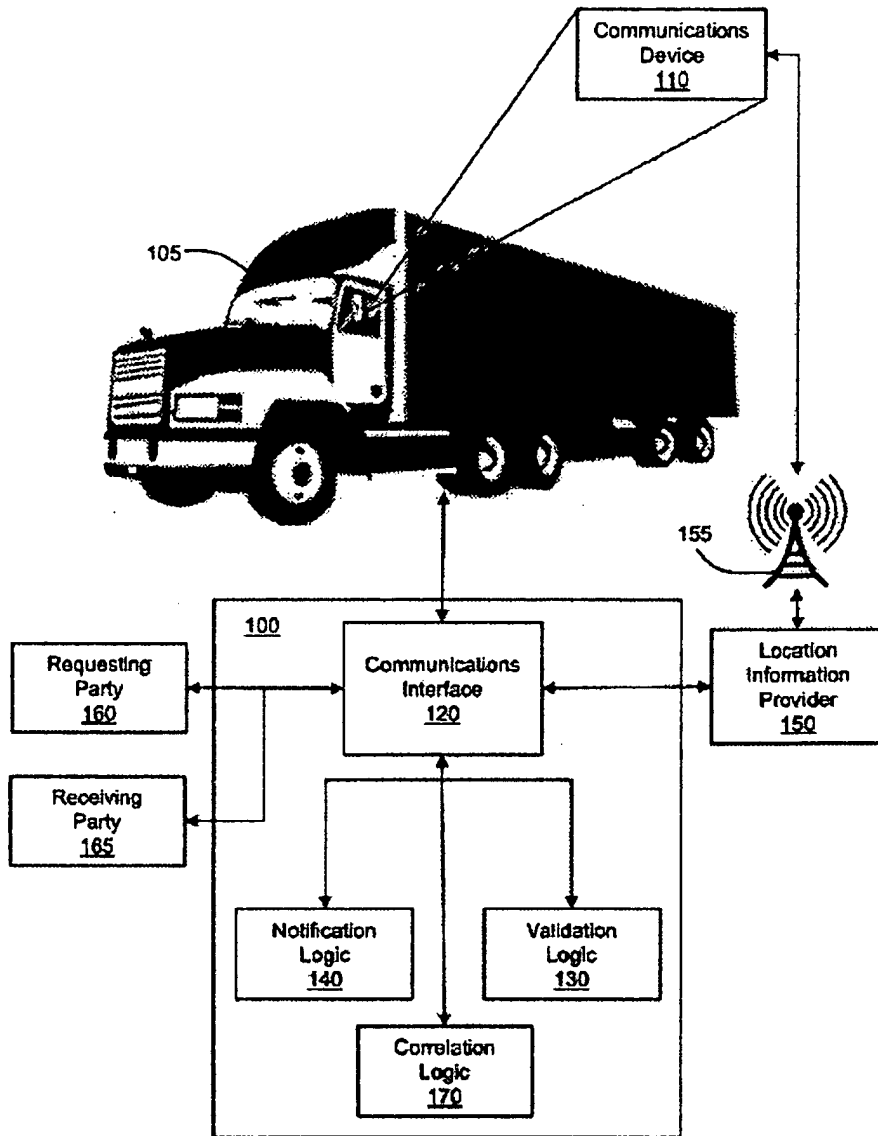 Communications
Device
110
105
155
100
Communications
Interface
120
Requesting
Party
160
Location
Information
Provider
150
Receiving
Party
165
Notification
Logic
140
Validation
Logic
130
Correlation
Logic
170